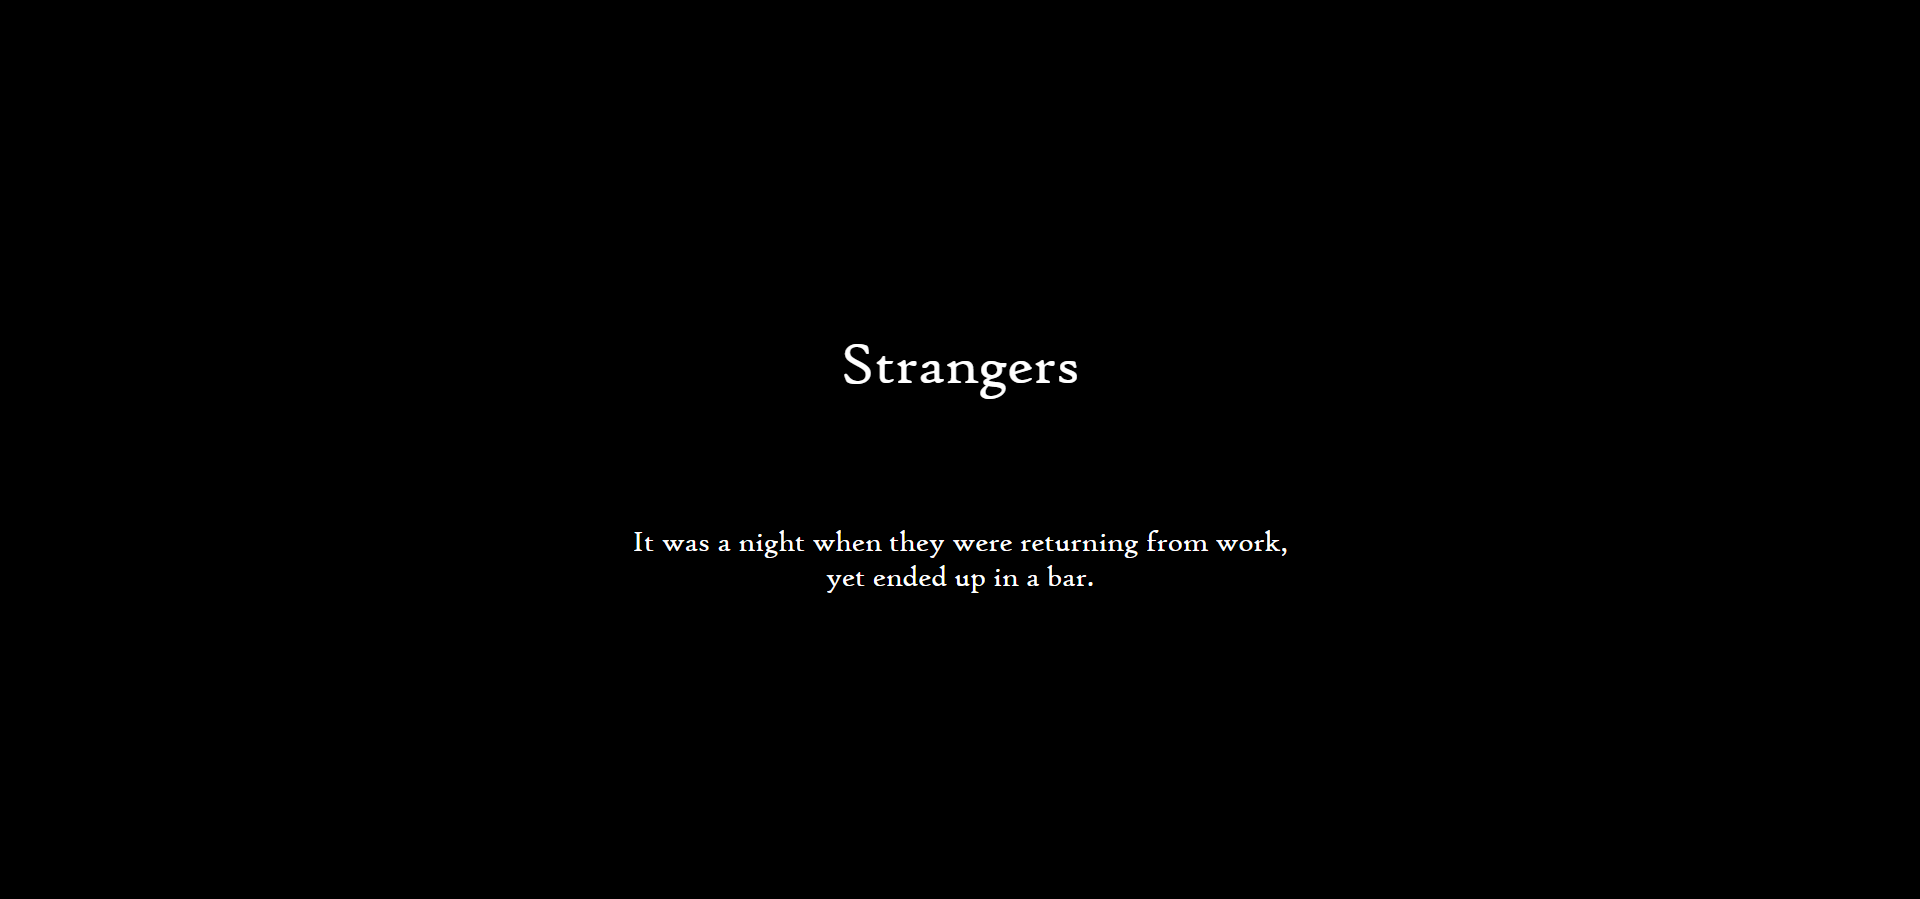 Strangers
It was a night when they were returning from work,
yet ended up in a bar.